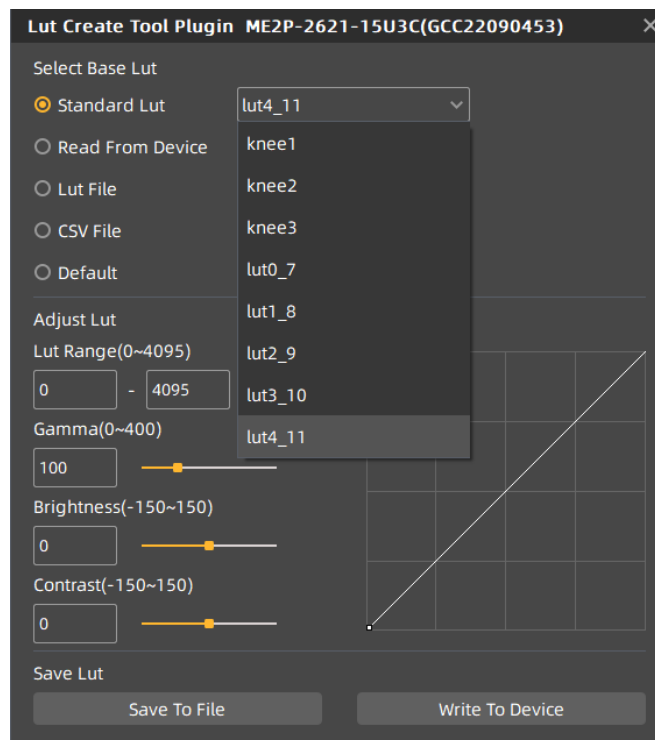 Lut Create Tool Plugin ME2P-2621-15U3C(GCC22090453)
Select Base Lut
Standard Lut
lut4_11
Read From Device
knee1
knee2
Lut File
knee3
CSV File
lut0_7
Default
lut1_8
Adjust Lut
lut2_9
Lut Range(0~4095)
0 - 4095
lut3_10
Gamma(0~400)
lut4_11
100
Brightness(-150~150)
0
Contrast(-150~150)
0
Save Lut
Save To File
Write To Device